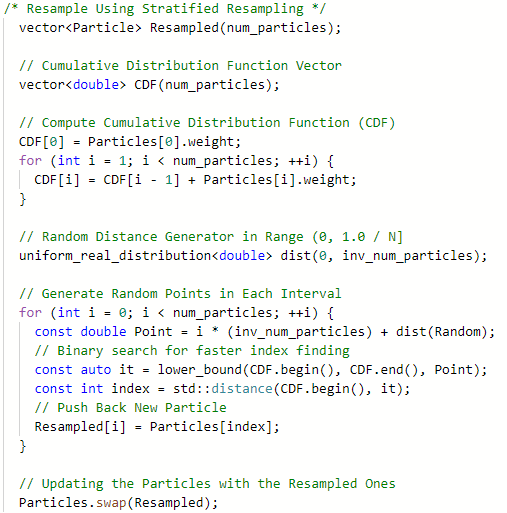 /* Resample Using Stratified Resampling */
vector<Particle> Resampled(num_particles);
// Cumulative Distribution Function Vector
vector<double> CDF(num_particles);
// Compute Cumulative Distribution Function (CDF)
CDF[0] = Particles[0].weight;
for (int i = 1; i < num_particles; ++i) {
CDF[i] = CDF[i - 1] + Particles[i].weight;
}
// Random Distance Generator in Range (0, 1.0 / N]
uniform_real_distribution<double> dist(0, inv_num_particles);
// Generate Random Points in Each Interval
for (int i = 0; i < num_particles; ++i) {
const double Point = i * (inv_num_particles) + dist(Random);
// Binary search for faster index finding
const auto it = lower_bound(CDF.begin(), CDF.end(), Point);
const int index = std::distance(CDF.begin(), it);
// Push Back New Particle
Resampled[i] = Particles[index];
}
// Updating the Particles with the Resampled Ones
Particles.swap(Resampled);